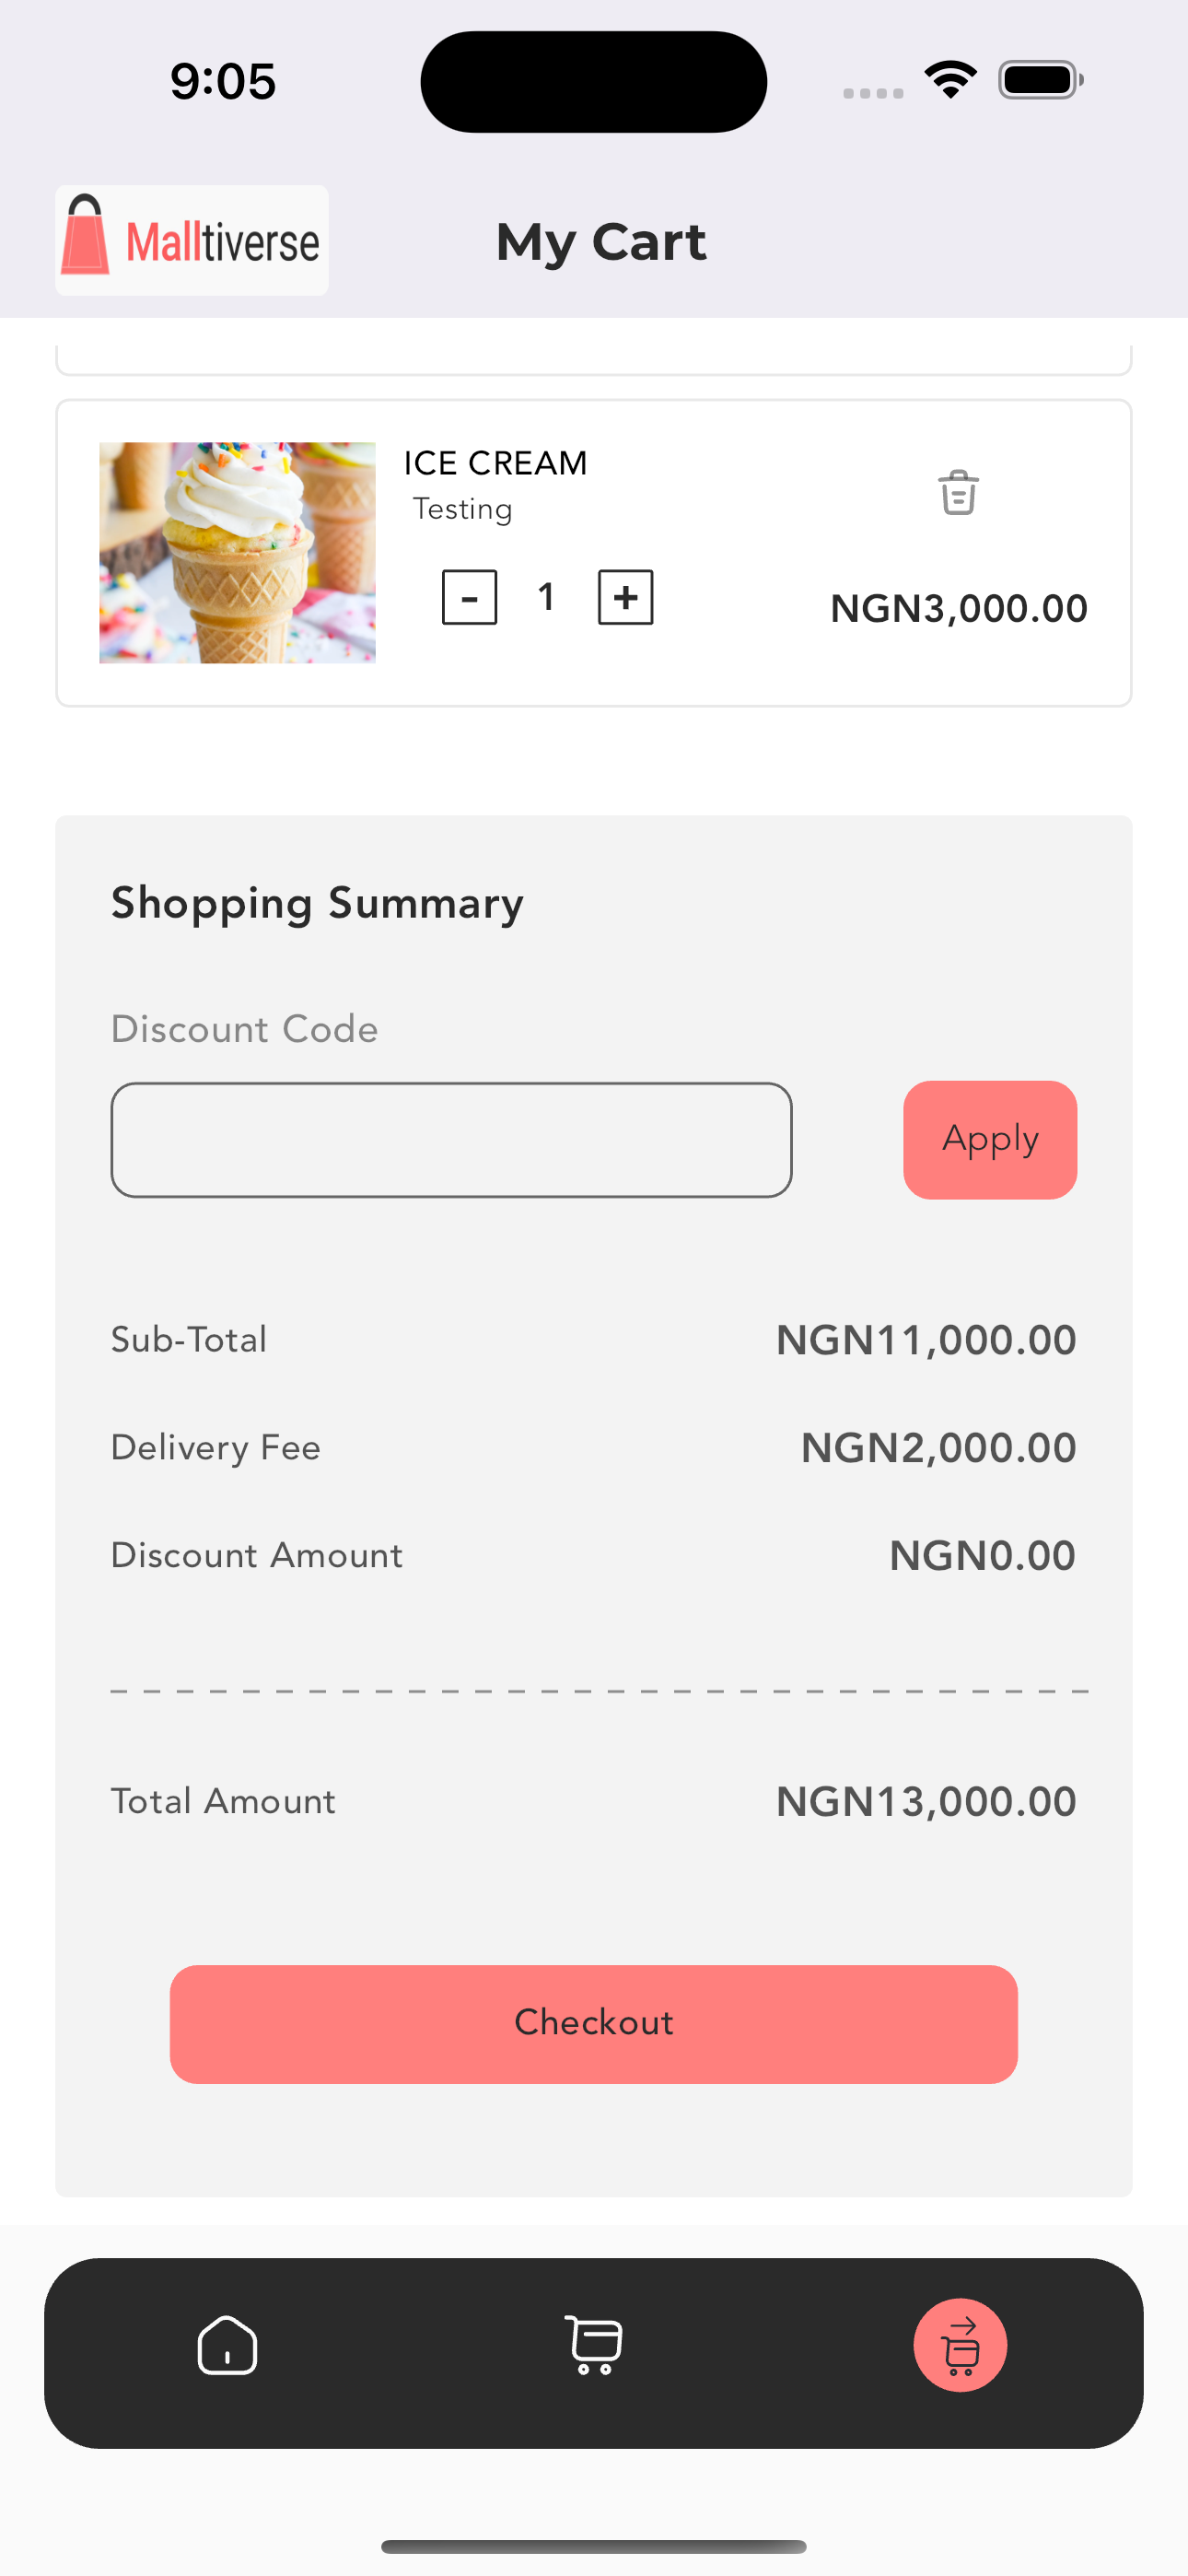 9:05
Malltiverse
My Cart
ICE CREAM
Testing
- 1 +
NGN3,000.00
Shopping Summary
Discount Code
Apply
Sub-Total NGN11,000.00
Delivery Fee NGN2,000.00
Discount Amount NGN0.00
Total Amount NGN13,000.00
Checkout